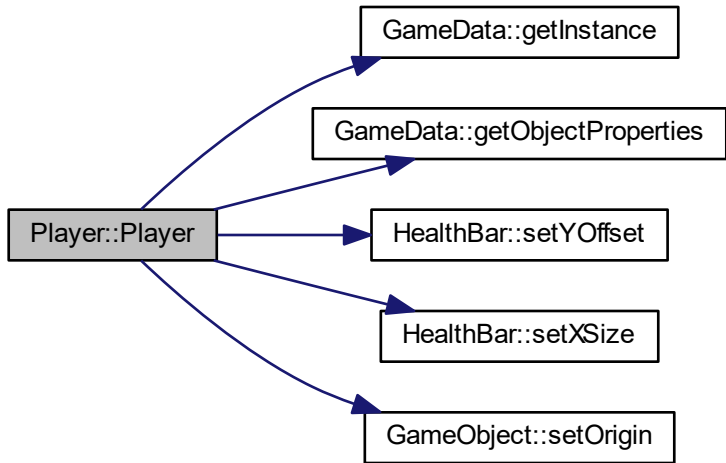 GameData::getInstance
GameData::getObjectProperties
Player::Player
HealthBar::setYOffset
HealthBar::setXSize
GameObject::setOrigin